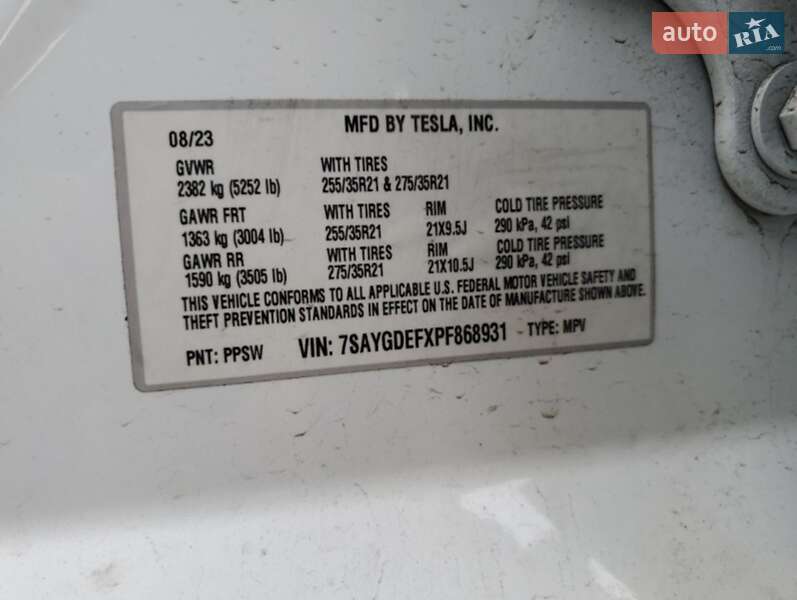 auto RIA .com
08/23 MFD BY TESLA, INC.
GVWR WITH TIRES
2382 kg (5252 lb) 255/35R21 & 275/35R21
GAWR FRT WITH TIRES RIM COLD TIRE PRESSURE
1363 kg (3004 lb) 255/35R21 21X9.5J 290 kPa, 42 psi
GAWR RR WITH TIRES RIM COLD TIRE PRESSURE
1590 kg (3505 lb) 275/35R21 21X10.5J 290 kPa, 42 psi
THIS VEHICLE CONFORMS TO ALL APPLICABLE U.S. FEDERAL MOTOR VEHICLE SAFETY AND
THEFT PREVENTION STANDARDS IN EFFECT ON THE DATE OF MANUFACTURE SHOWN ABOVE.
PNT: PPSW VIN: 7SAYGDEFXPF868931 TYPE: MPV